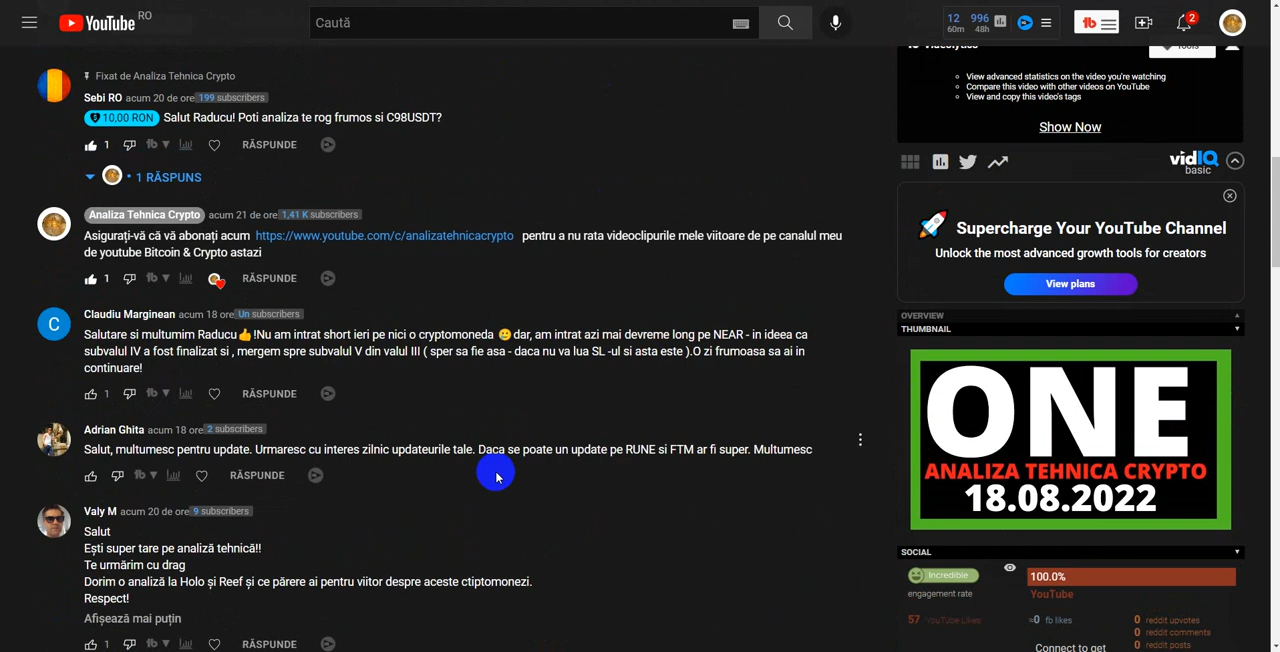 YouTube RO
Caută
12 996
60m 48h
tb
2
Fixat de Analiza Tehnica Crypto
Sebi RO acum 20 de ore 199 subscribers
10,00 RON Salut Raducu! Poti analiza te rog frumos si C98USDT?
1 tb RĂSPUNDE
1 RĂSPUNS
Analiza Tehnica Crypto acum 21 de ore 1,41 K subscribers
Asigurați-vă că vă abonați acum https://www.youtube.com/c/analizatehnicacrypto pentru a nu rata videoclipurile mele viitoare de pe canalul meu
de youtube Bitcoin & Crypto astazi
1 tb RĂSPUNDE
C
Claudiu Marginean acum 18 ore Un subscribers
Salutare si multumim Raducu👍!Nu am intrat short ieri pe nici o cryptomoneda 🥲 dar, am intrat azi mai devreme long pe NEAR - in ideea ca
subvalul IV a fost finalizat si , mergem spre subvalul V din valul III ( sper sa fie asa - daca nu va lua SL -ul si asta este ).O zi frumoasa sa ai in
continuare!
1 tb RĂSPUNDE
Adrian Ghita acum 18 ore 2 subscribers
Salut, multumesc pentru update. Urmaresc cu interes zilnic updateurile tale. Daca se poate un update pe RUNE si FTM ar fi super. Multumesc
tb RĂSPUNDE
Valy M acum 20 de ore 9 subscribers
Salut
Ești super tare pe analiză tehnică!!
Te urmărim cu drag
Dorim o analiză la Holo și Reef și ce părere ai pentru viitor despre aceste ctiptomonezi.
Respect!
Afișează mai puțin
1 tb RĂSPUNDE
Tools
View advanced statistics on the video you're watching
Compare this video with other videos on YouTube
View and copy this video's tags
Show Now
vidIQ
basic
Supercharge Your YouTube Channel
Unlock the most advanced growth tools for creators
View plans
OVERVIEW
THUMBNAIL
ONE
ANALIZA TEHNICA CRYPTO
18.08.2022
SOCIAL
Incredible
engagement rate
100.0%
YouTube
57 YouTube Likes
≈0 fb likes
0 reddit upvotes
0 reddit comments
0 reddit posts
Connect to get